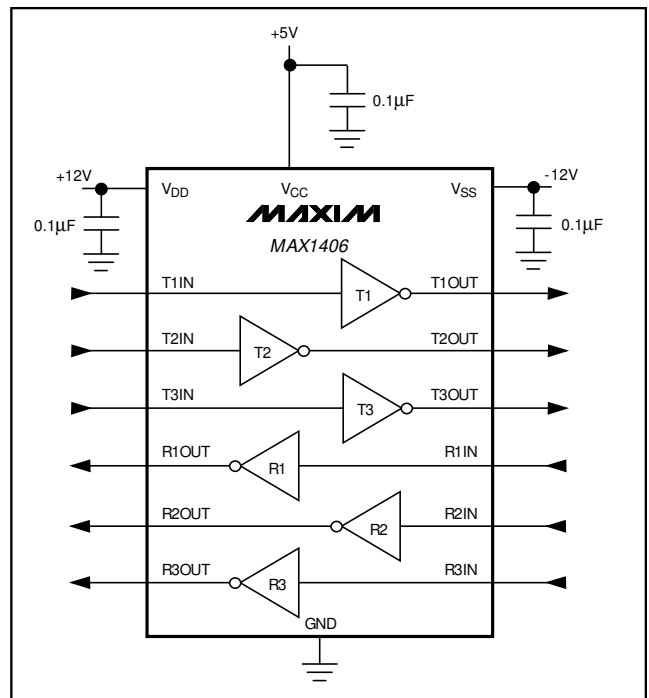 +5V
0.1µF
+12V
-12V
VDD
VCC
VSS
0.1µF
MAXIM
0.1µF
MAX1406
T1IN
T1
T1OUT
T2IN
T2
T2OUT
T3IN
T3
T3OUT
R1OUT
R1
R1IN
R2OUT
R2
R2IN
R3OUT
R3
R3IN
GND